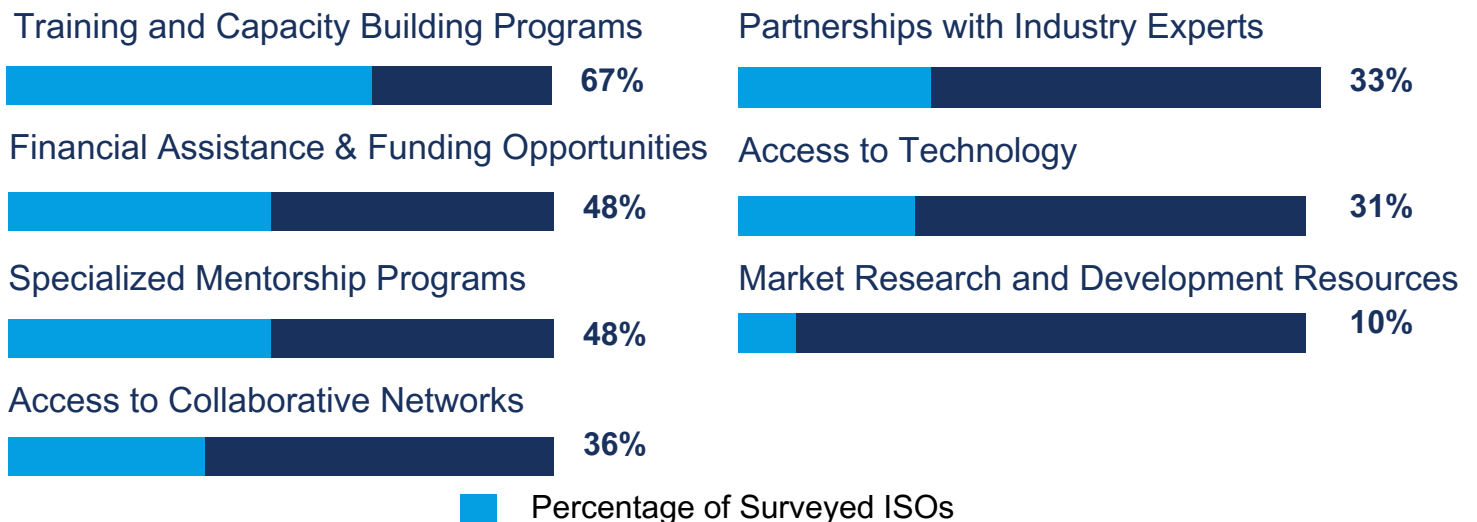 Training and Capacity Building Programs
67%
Financial Assistance & Funding Opportunities
48%
Specialized Mentorship Programs
48%
Access to Collaborative Networks
36%
Partnerships with Industry Experts
33%
Access to Technology
31%
Market Research and Development Resources
10%
Percentage of Surveyed ISOs